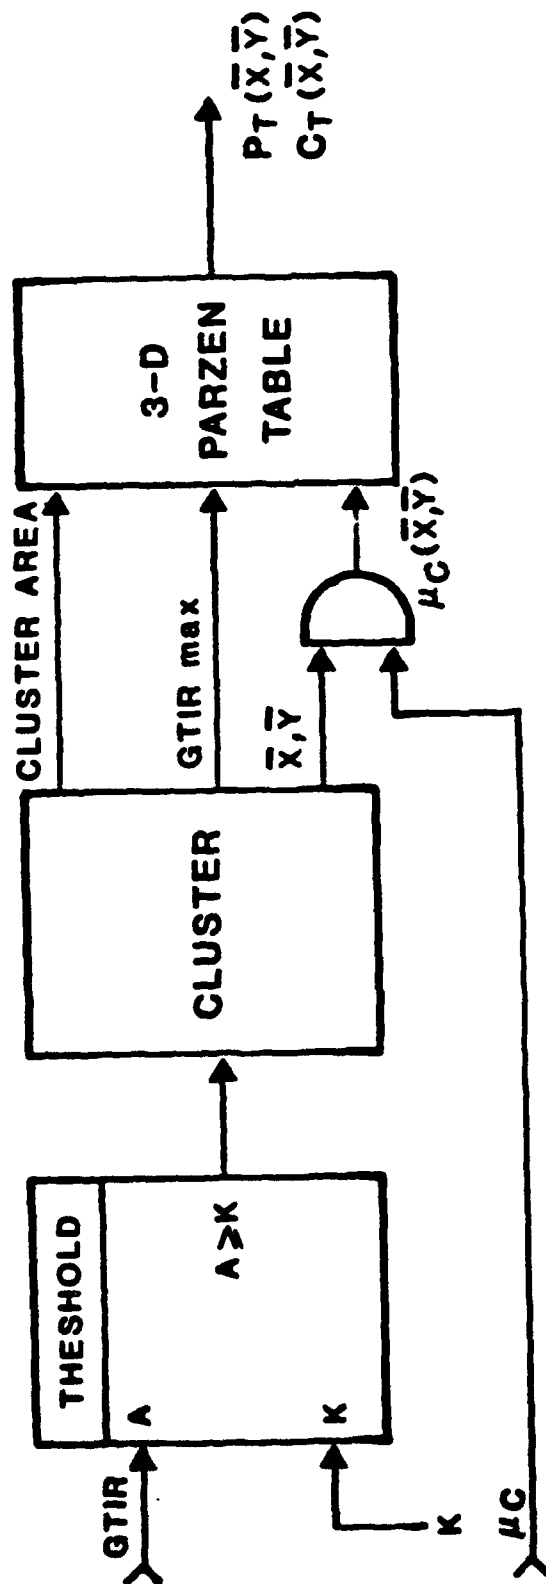 GTIR
K
μC
THESHOLD
A
K
A⩾K
CLUSTER
CLUSTER AREA
GTIR max
X̅,Y̅
μC(X̅,Y̅)
3-D
PARZEN
TABLE
PT(X̅,Y̅)
CT(X̅,Y̅)